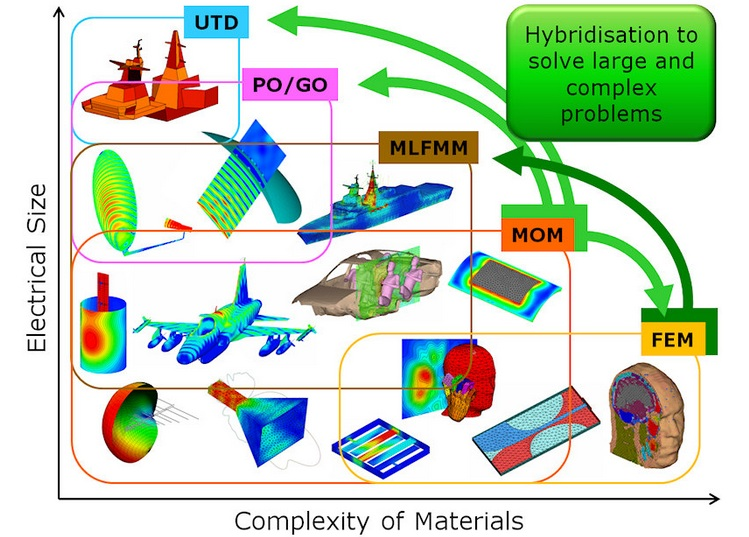 UTD
Hybridisation to
solve large and
complex
problems
PO/GO
MLFMM
MOM
FEM
Electrical Size
Complexity of Materials